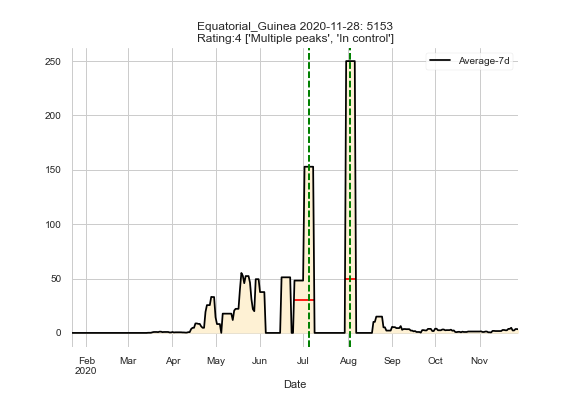 Equatorial_Guinea 2020-11-28: 5153
Rating:4 ['Multiple peaks', 'In control']
Average-7d
250
200
150
100
50
0
Feb Mar Apr May Jun Jul Aug Sep Oct Nov
2020
Date